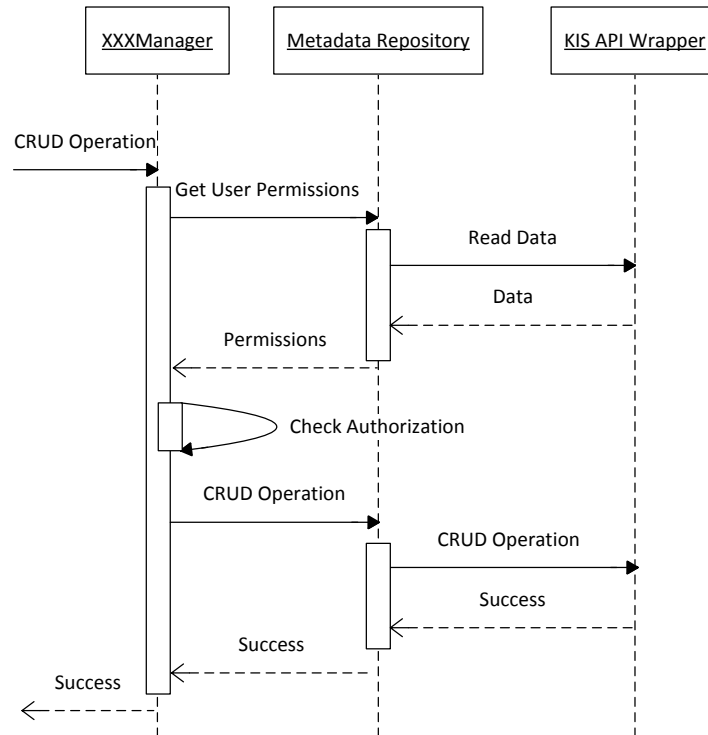 XXXManager
Metadata Repository
KIS API Wrapper
CRUD Operation
Get User Permissions
Read Data
Data
Permissions
Check Authorization
CRUD Operation
CRUD Operation
Success
Success
Success